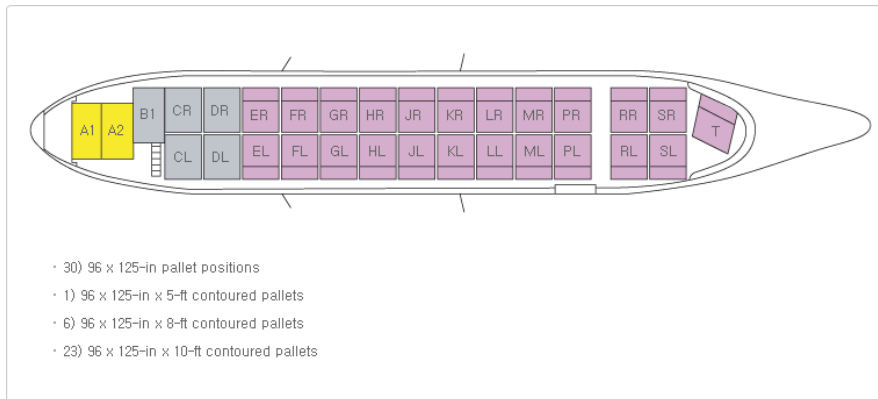 A1 A2 B1 CR DR ER FR GR HR JR KR LR MR PR RR SR T
CL DL EL FL GL HL JL KL LL ML PL RL SL
· 30) 96 x 125-in pallet positions
· 1) 96 x 125-in x 5-ft contoured pallets
· 6) 96 x 125-in x 8-ft contoured pallets
· 23) 96 x 125-in x 10-ft contoured pallets